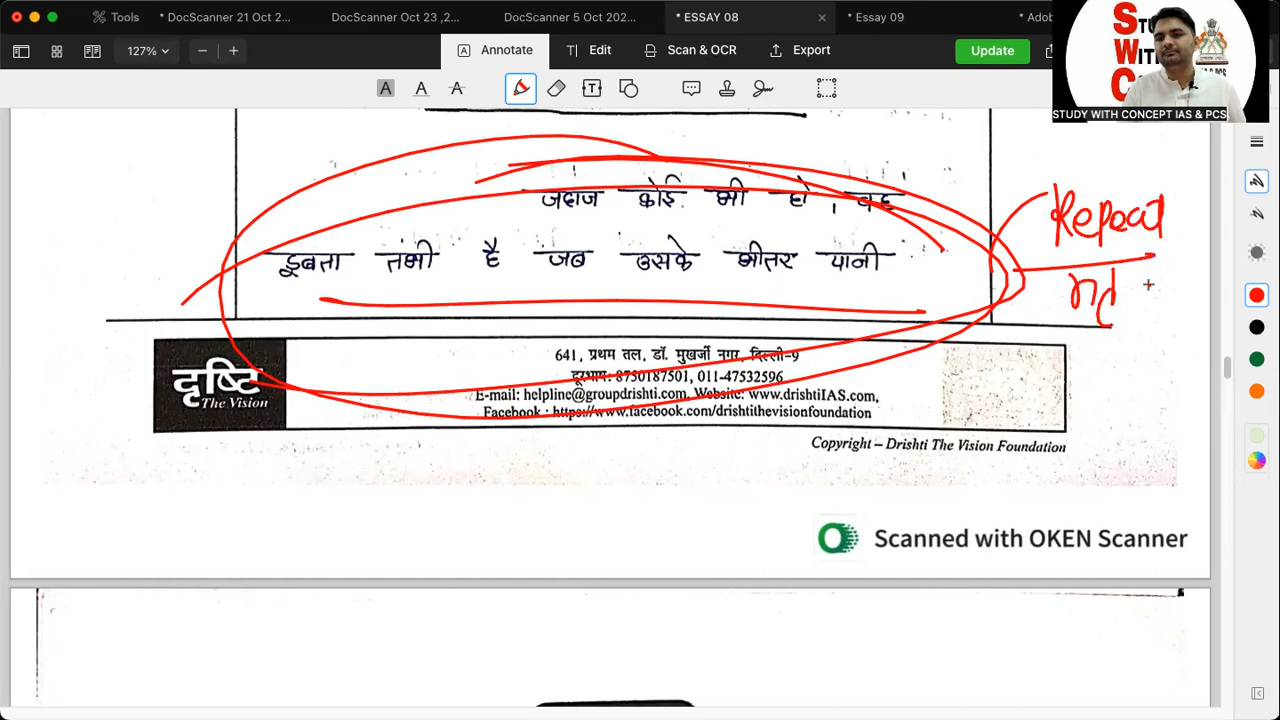 * DocScanner 21 Oct 2...
DocScanner Oct 23 ,2...
DocScanner 5 Oct 202...
* ESSAY 08
* Essay 09
* Adob
127%
Annotate
Edit
Scan & OCR
Export
Update
Tools
STUDY WITH CONCEPT IAS & PCS
जहाज कोई भी हो, वह
डूबता तभी है जब उसके भीतर पानी
Repeat
दृष्टि
The Vision
641, प्रथम तल, डॉ. मुखर्जी नगर, दिल्ली-9
दूरभाष: 8750187501, 011-47532596
E-mail: helpline@groupdrishti.com, Website: www.drishtiIAS.com,
Facebook : https://www.facebook.com/drishtithevisionfoundation
Copyright – Drishti The Vision Foundation
Scanned with OKEN Scanner